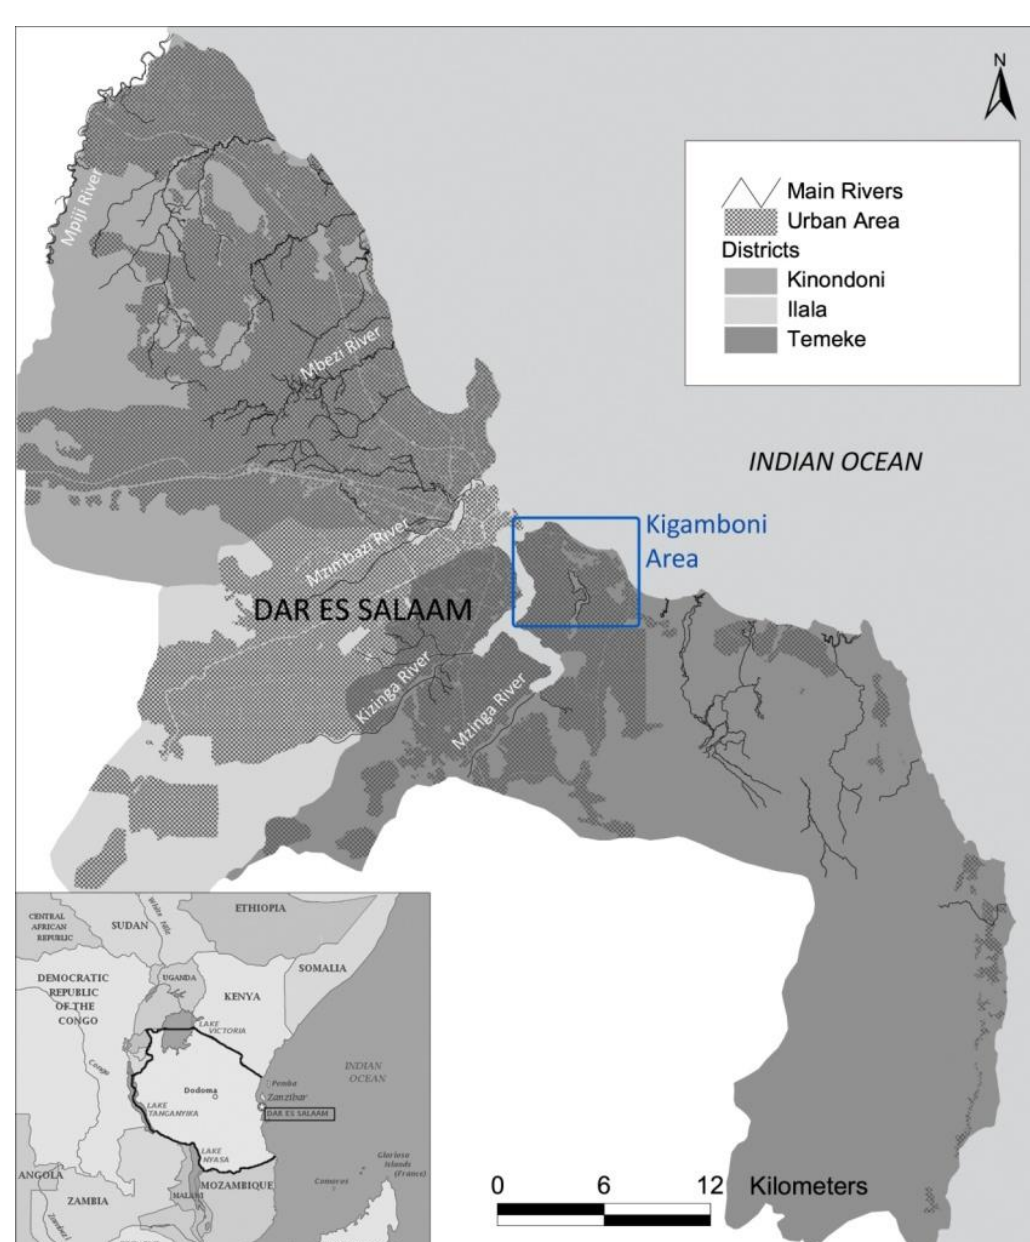 N
Main Rivers
Urban Area
Districts
Kinondoni
Ilala
Temeke
Mpiji River
Mbezi River
INDIAN OCEAN
Kigamboni
Area
Mzimbazi River
DAR ES SALAAM
Kizinga River
Mzinga River
CENTRAL
AFRICAN
REPUBLIC
SUDAN
White Nile
ETHIOPIA
SOMALIA
DEMOCRATIC
REPUBLIC
OF THE
CONGO
UGANDA
KENYA
LAKE
VICTORIA
Congo
INDIAN
OCEAN
Dodoma
Pemba
Zanzibar
DAR ES SALAAM
LAKE
TANGANYIKA
LAKE
NYASA
ANGOLA
ZAMBIA
MALAWI
MOZAMBIQUE
Comoros
Glorioso
Islands
(France)
0 6 12 Kilometers